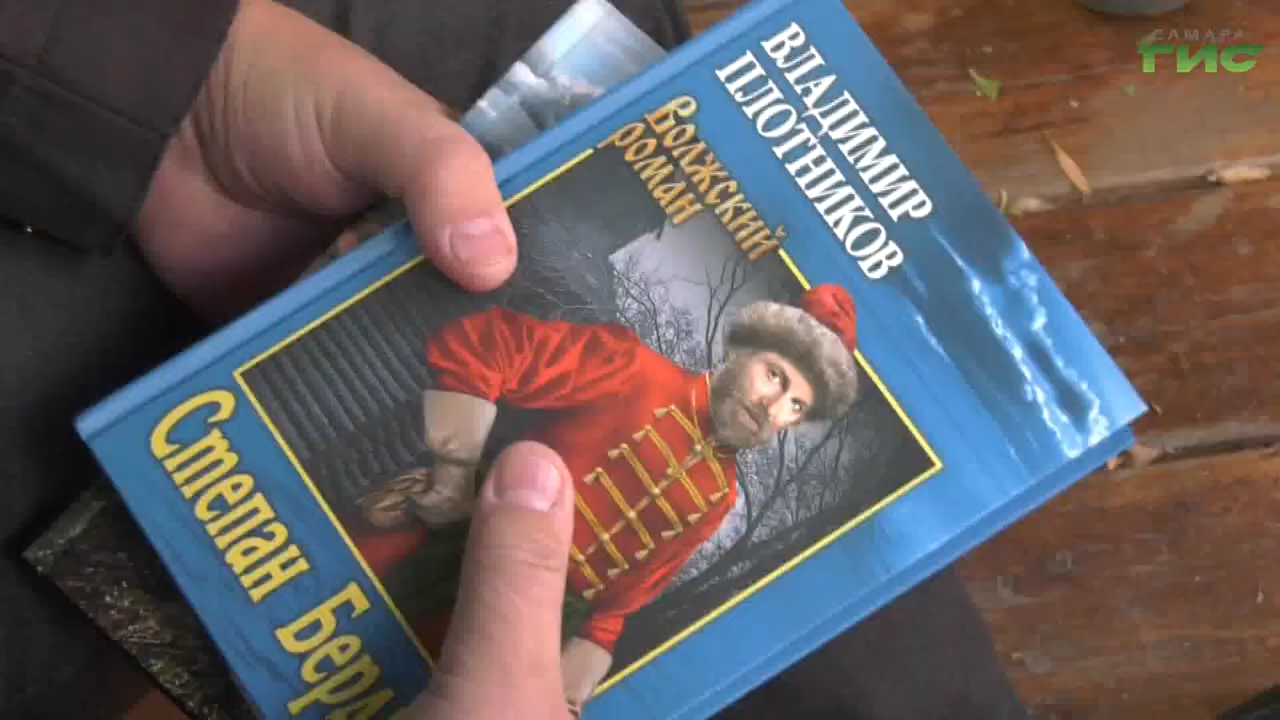 САМАРА
ГИС
ВЛАДИМИР
ПЛОТНИКОВ
Волжский
роман
Степан